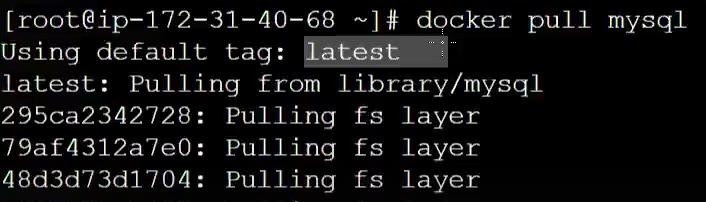 [root@ip-172-31-40-68 ~]# docker pull mysql
Using default tag: latest
latest: Pulling from library/mysql
295ca2342728: Pulling fs layer
79af4312a7e0: Pulling fs layer
48d3d73d1704: Pulling fs layer